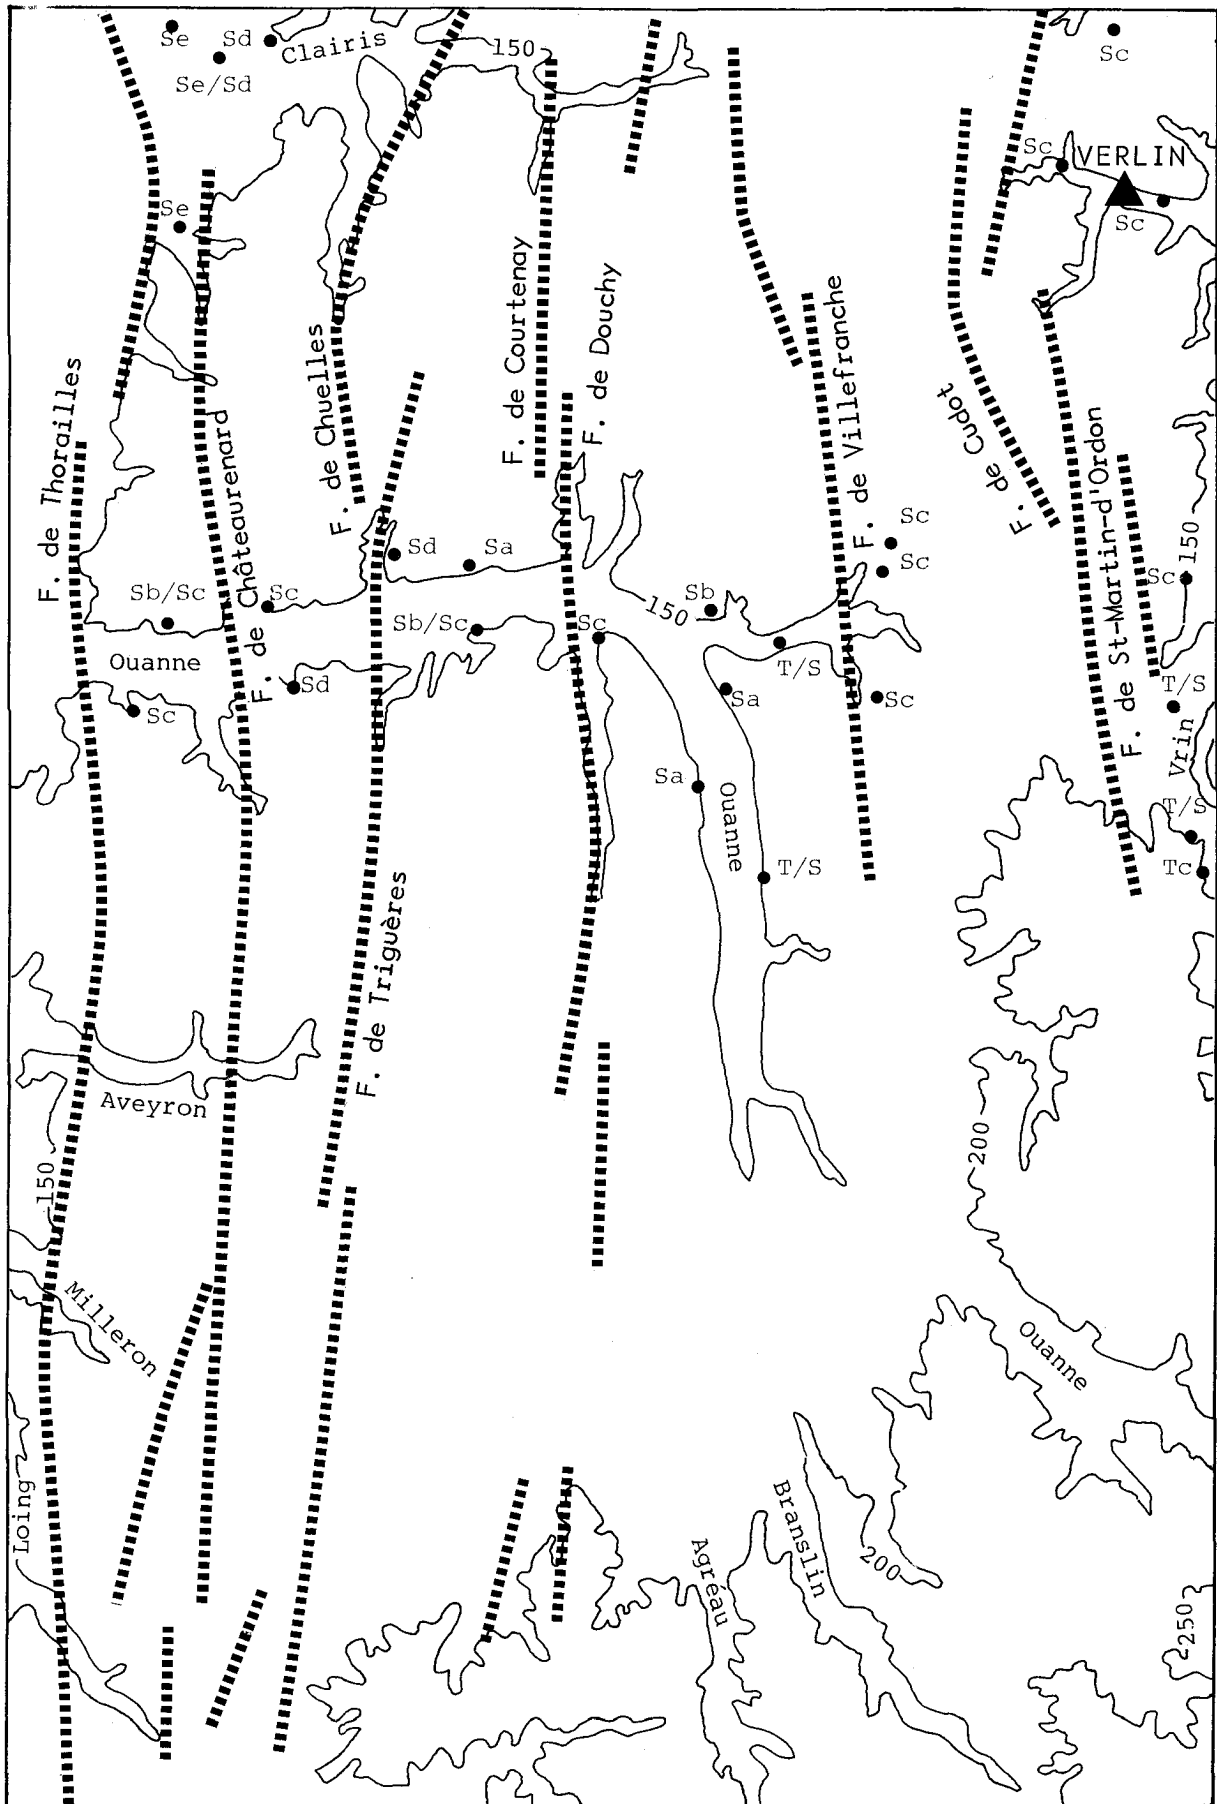 Se
Sd
Clairis
Se/Sd
150
Sc
Sc
VERLIN
Sc
Se
F. de Thorailles
F. de Châteaurenard
F. de Chuelles
F. de Courtenay
F. de Douchy
F. de Villefranche
F. de Cudot
F. de St-Martin-d'Ordon
150
Sc
Sd
Sa
Sc
Sc
Sb/Sc
Sc
Sb
150
Sb/Sc
Sc
Ouanne
T/S
Sd
Sa
Sc
T/S
Sc
Vrin
Sa
Ouanne
T/S
T/S
Tc
F. de Triguères
Aveyron
150
200
Milleron
Ouanne
Loing
Branslin
Agréau
200
250